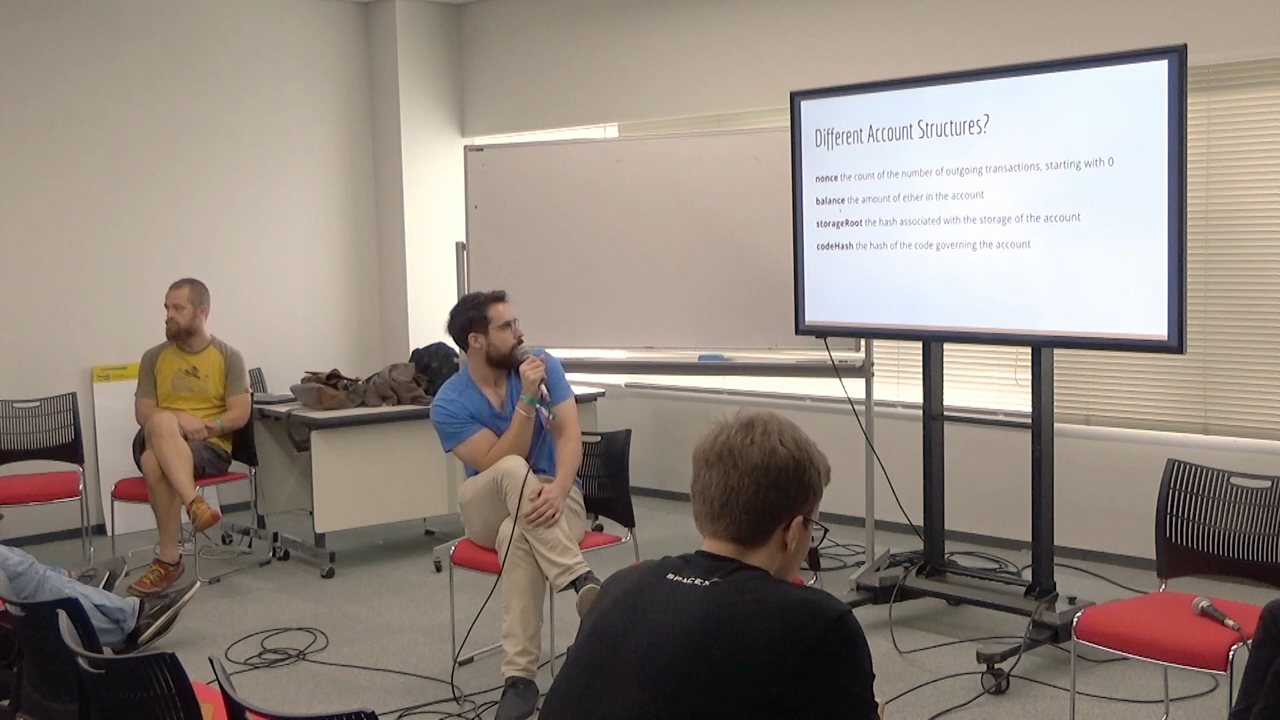 Different Account Structures?
nonce the count of the number of outgoing transactions, starting with 0
balance the amount of ether in the account
storageRoot the hash associated with the storage of the account
codeHash the hash of the code governing the account
SPACEX